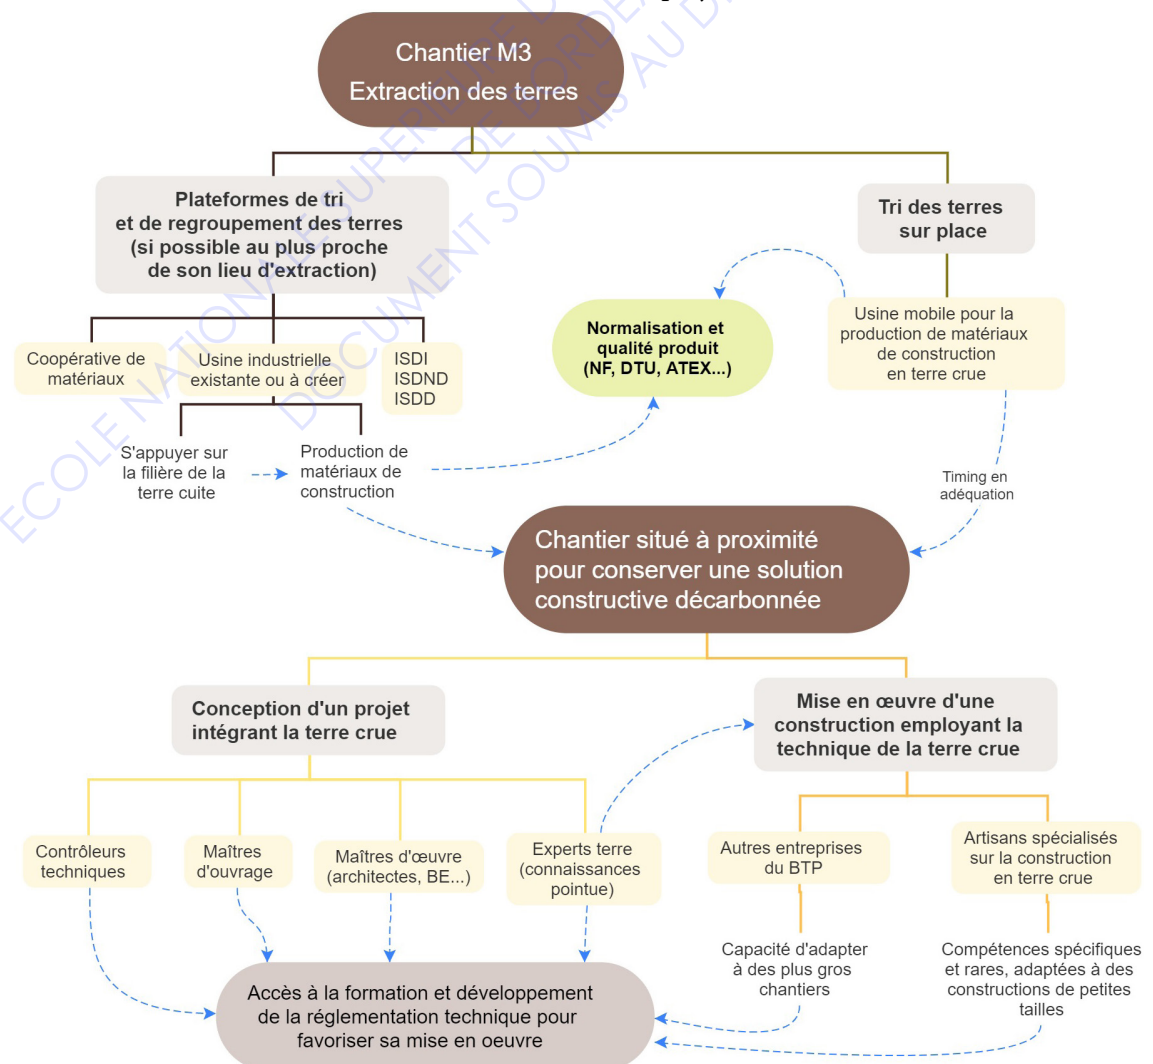 Chantier M3
Extraction des terres
Plateformes de tri
et de regroupement des terres
(si possible au plus proche
de son lieu d'extraction)
Tri des terres
sur place
Coopérative de
matériaux
Usine industrielle
existante ou à créer
ISDI
ISDND
ISDD
Normalisation et
qualité produit
(NF, DTU, ATEX...)
Usine mobile pour la
production de matériaux
de construction
en terre crue
S'appuyer sur
la filière de la
terre cuite
Production de
matériaux de
construction
Timing en
adéquation
Chantier situé à proximité
pour conserver une solution
constructive décarbonnée
Conception d'un projet
intégrant la terre crue
Mise en œuvre d'une
construction employant la
technique de la terre crue
Contrôleurs
techniques
Maîtres
d'ouvrage
Maîtres d'œuvre
(architectes, BE...)
Experts terre
(connaissances
pointue)
Autres entreprises
du BTP
Artisans spécialisés
sur la construction
en terre crue
Capacité d'adapter
à des plus gros
chantiers
Compétences spécifiques
et rares, adaptées à des
constructions de petites
tailles
Accès à la formation et développement
de la réglementation technique pour
favoriser sa mise en oeuvre
ECOLE NATIONALE SUPERIEURE
DE
DOCUMENT SOUMIS AU